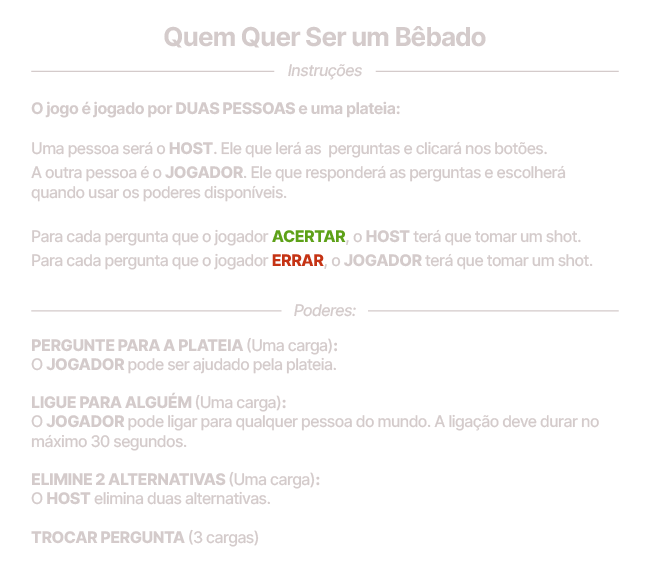 Quem Quer Ser um Bêbado
Instruções
O jogo é jogado por DUAS PESSOAS e uma plateia:
Uma pessoa será o HOST. Ele que lerá as perguntas e clicará nos botões.
A outra pessoa é o JOGADOR. Ele que responderá as perguntas e escolherá
quando usar os poderes disponíveis.
Para cada pergunta que o jogador ACERTAR, o HOST terá que tomar um shot.
Para cada pergunta que o jogador ERRAR, o JOGADOR terá que tomar um shot.
Poderes:
PERGUNTE PARA A PLATEIA (Uma carga):
O JOGADOR pode ser ajudado pela plateia.
LIGUE PARA ALGUÉM (Uma carga):
O JOGADOR pode ligar para qualquer pessoa do mundo. A ligação deve durar no
máximo 30 segundos.
ELIMINE 2 ALTERNATIVAS (Uma carga):
O HOST elimina duas alternativas.
TROCAR PERGUNTA (3 cargas)